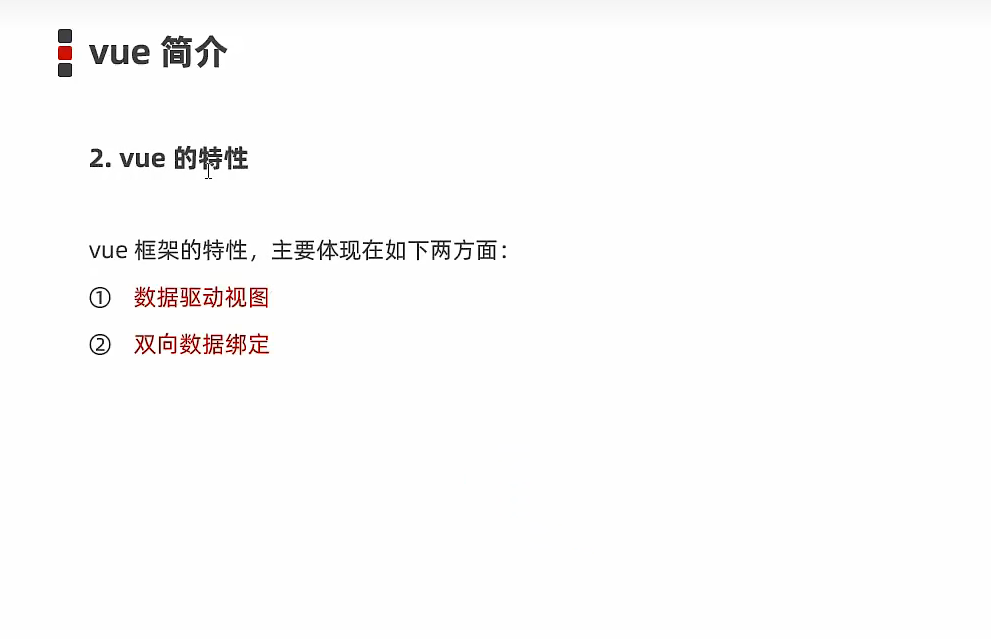 vue 简介
2. vue 的特性
vue 框架的特性，主要体现在如下两方面：
① 数据驱动视图
② 双向数据绑定